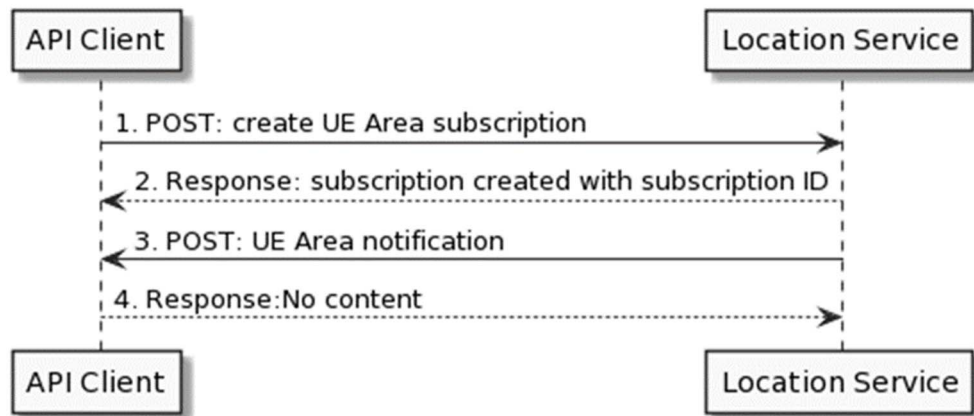 API Client
Location Service
1. POST: create UE Area subscription
2. Response: subscription created with subscription ID
3. POST: UE Area notification
4. Response:No content
API Client
Location Service